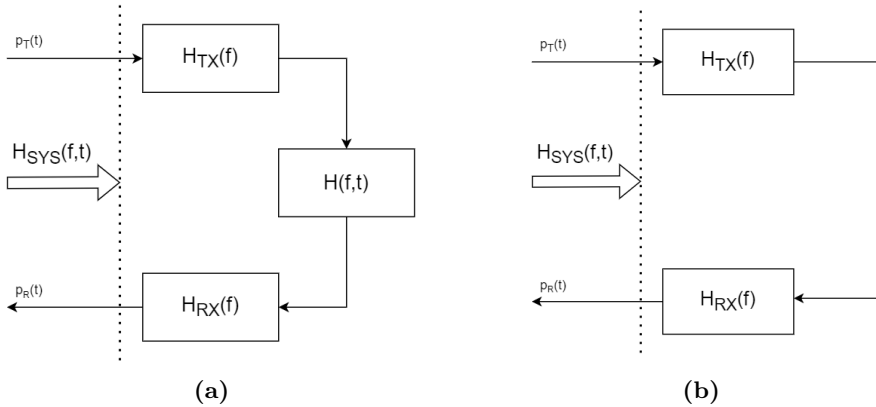 p_T(t)
H_TX(f)
H_SYS(f,t)
H(f,t)
p_R(t)
H_RX(f)
(a)
p_T(t)
H_TX(f)
H_SYS(f,t)
p_R(t)
H_RX(f)
(b)